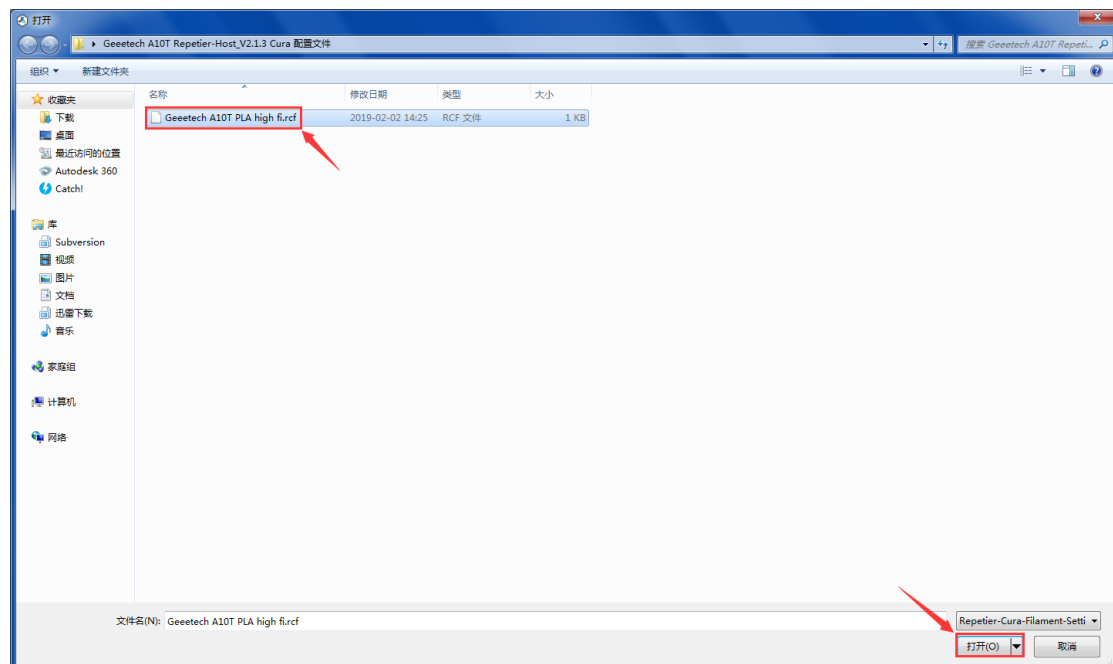 打开
Geeetech A10T Repetier-Host_V2.1.3 Cura 配置文件
搜索 Geeetech A10T Repeti...
组织
新建文件夹
名称 修改日期 类型 大小
Geeetech A10T PLA high fi.rcf 2019-02-02 14:25 RCF 文件 1 KB
收藏夹
下载
桌面
最近访问的位置
Autodesk 360
Catch!
库
Subversion
视频
图片
文档
迅雷下载
音乐
家庭组
计算机
网络
文件名(N): Geeetech A10T PLA high fi.rcf
Repetier-Cura-Filament-Setti
打开(O) 取消